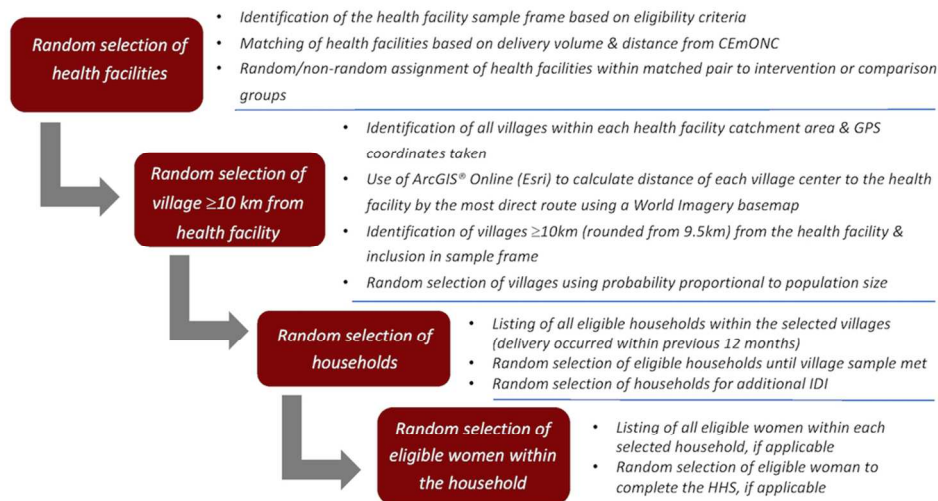 Random selection of
health facilities
• Identification of the health facility sample frame based on eligibility criteria
• Matching of health facilities based on delivery volume & distance from CEmONC
• Random/non-random assignment of health facilities within matched pair to intervention or comparison
groups
Random selection of
village ≥10 km from
health facility
• Identification of all villages within each health facility catchment area & GPS
coordinates taken
• Use of ArcGIS® Online (Esri) to calculate distance of each village center to the health
facility by the most direct route using a World Imagery basemap
• Identification of villages ≥10km (rounded from 9.5km) from the health facility &
inclusion in sample frame
• Random selection of villages using probability proportional to population size
Random selection of
households
• Listing of all eligible households within the selected villages
(delivery occurred within previous 12 months)
• Random selection of eligible households until village sample met
• Random selection of households for additional IDI
Random selection of
eligible women within
the household
• Listing of all eligible women within each
selected household, if applicable
• Random selection of eligible woman to
complete the HHS, if applicable